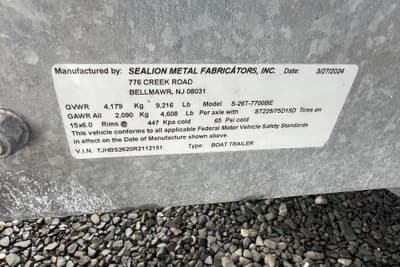 Manufactured by: SEALION METAL FABRICATORS, INC. Date: 3/27/2024
776 CREEK ROAD
BELLMAWR, NJ 08031
GVWR 4,179 Kg 9,216 Lb Model S-26T-7700BE
GAWR All 2,090 Kg 4,608 Lb Per axle with ST225/75D15D Tires on
15x6.0 Rims @ 447 Kpa cold 65 Psi cold
This vehicle conforms to all applicable Federal Motor Vehicle Safety Standards
in effect on the Date of Manufacture shown above.
V.I.N. TJHBS2620R2112151 Type: BOAT TRAILER